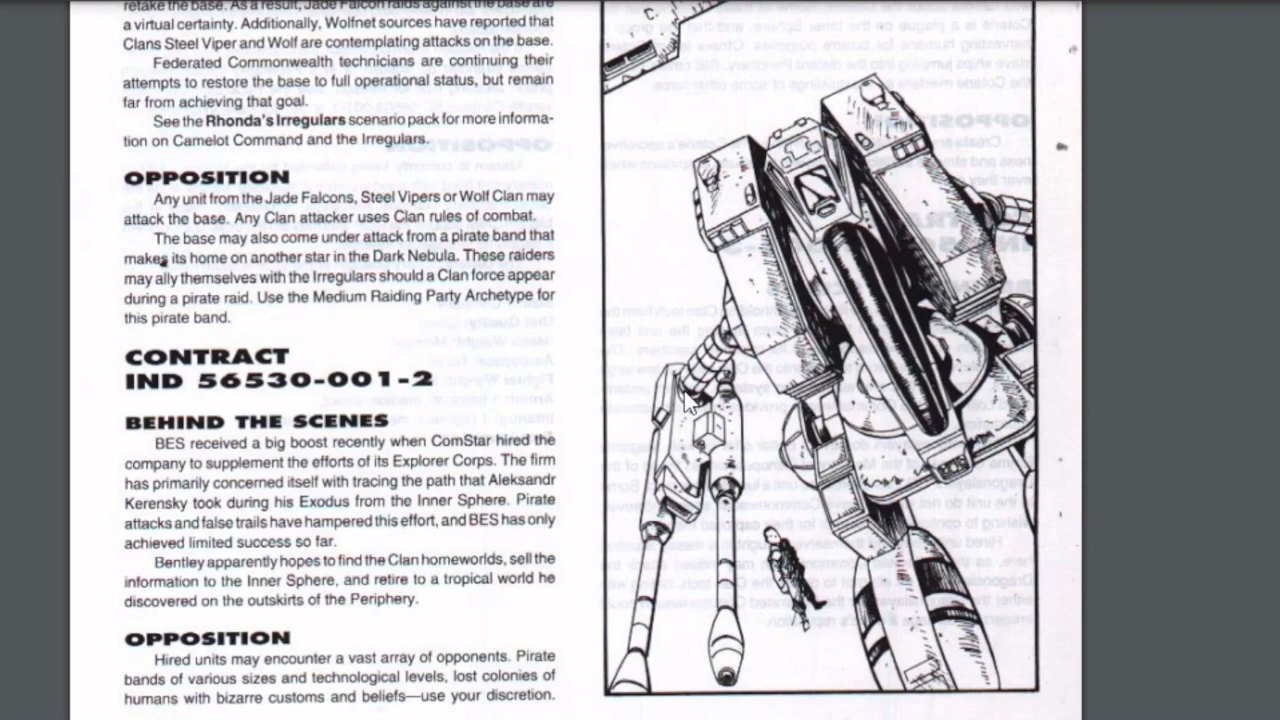 retake the base. As a result, Jade Falcon raids against the base are
a virtual certainty. Additionally, Wolfnet sources have reported that
Clans Steel Viper and Wolf are contemplating attacks on the base.
Federated Commonwealth technicians are continuing their
attempts to restore the base to full operational status, but remain
far from achieving that goal.
See the Rhonda's Irregulars scenario pack for more informa-
tion on Camelot Command and the Irregulars.
OPPOSITION
Any unit from the Jade Falcons, Steel Vipers or Wolf Clan may
attack the base. Any Clan attacker uses Clan rules of combat.
The base may also come under attack from a pirate band that
makes its home on another star in the Dark Nebula. These raiders
may ally themselves with the Irregulars should a Clan force appear
during a pirate raid. Use the Medium Raiding Party Archetype for
this pirate band.
CONTRACT
IND 56530-001-2
BEHIND THE SCENES
BES received a big boost recently when ComStar hired the
company to supplement the efforts of its Explorer Corps. The firm
has primarily concerned itself with tracing the path that Aleksandr
Kerensky took during his Exodus from the Inner Sphere. Pirate
attacks and false trails have hampered this effort, and BES has only
achieved limited success so far.
Bentley apparently hopes to find the Clan homeworlds, sell the
information to the Inner Sphere, and retire to a tropical world he
discovered on the outskirts of the Periphery.
OPPOSITION
Hired units may encounter a vast array of opponents. Pirate
bands of various sizes and technological levels, lost colonies of
humans with bizarre customs and beliefs—use your discretion.